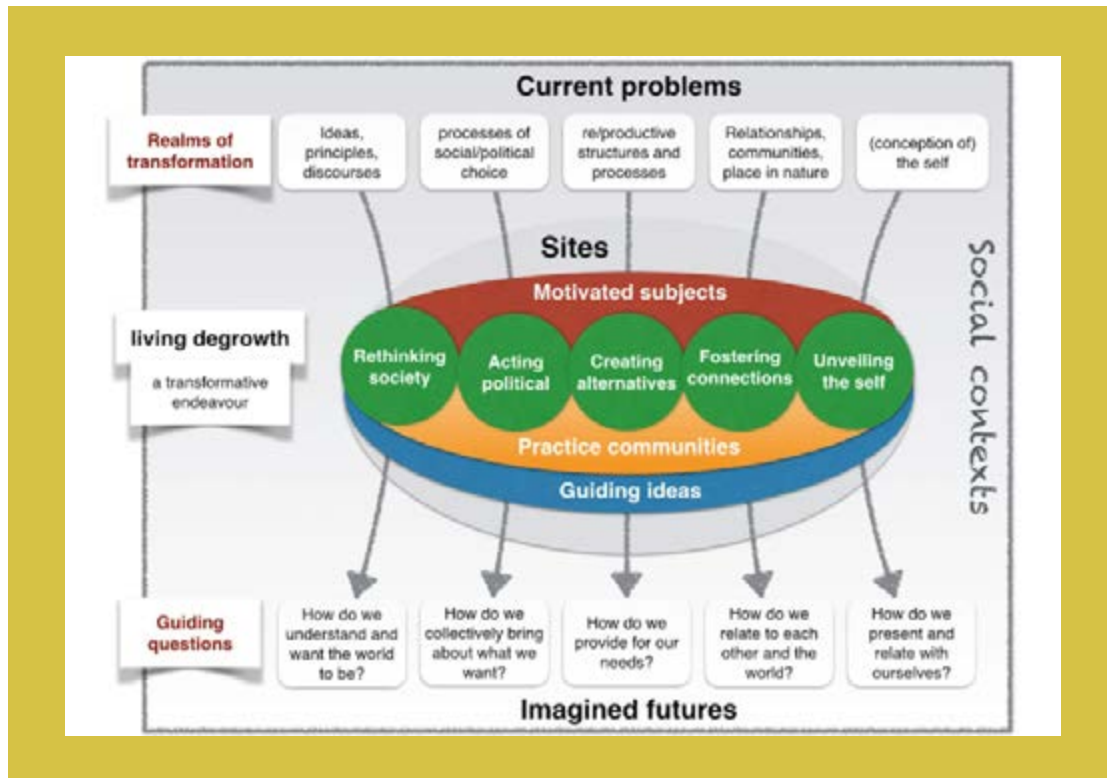 Current problems
Realms of
transformation
Ideas,
principles,
discourses
processes of
social/political
choice
re/productive
structures and
processes
Relationships,
communities,
place in nature
(conception of)
the self
Sites
Motivated subjects
living degrowth
a transformative
endeavour
Rethinking
society
Acting
political
Creating
alternatives
Fostering
connections
Unveiling
the self
Practice communities
Guiding ideas
Social contexts
Guiding
questions
How do we
understand and
want the world
to be?
How do we
collectively bring
about what we
want?
How do we
provide for our
needs?
How do we
relate to each
other and the
world?
How do we
present and
relate with
ourselves?
Imagined futures